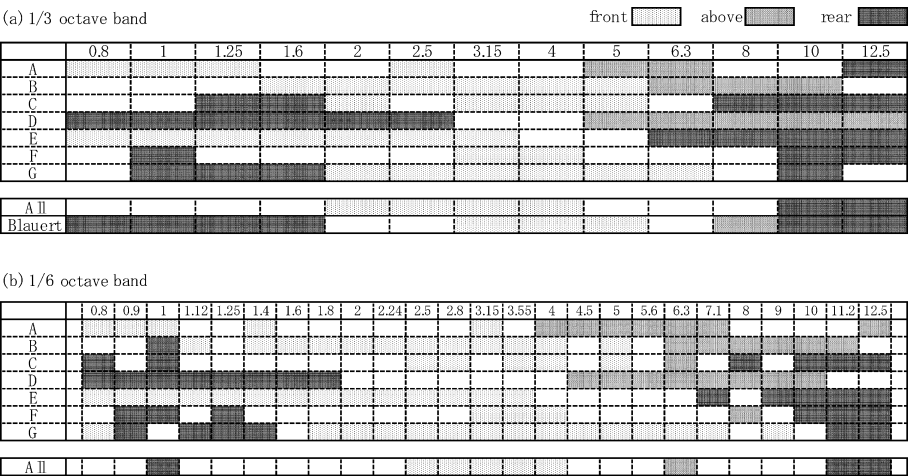 (a) 1/3 octave band front above rear
0.8 1 1.25 1.6 2 2.5 3.15 4 5 6.3 8 10 12.5
A
B
C
D
E
F
G
All
Blauert
(b) 1/6 octave band
0.8 0.9 1 1.12 1.25 1.4 1.6 1.8 2 2.24 2.5 2.8 3.15 3.55 4 4.5 5 5.6 6.3 7.1 8 9 10 11.2 12.5
A
B
C
D
E
F
G
All